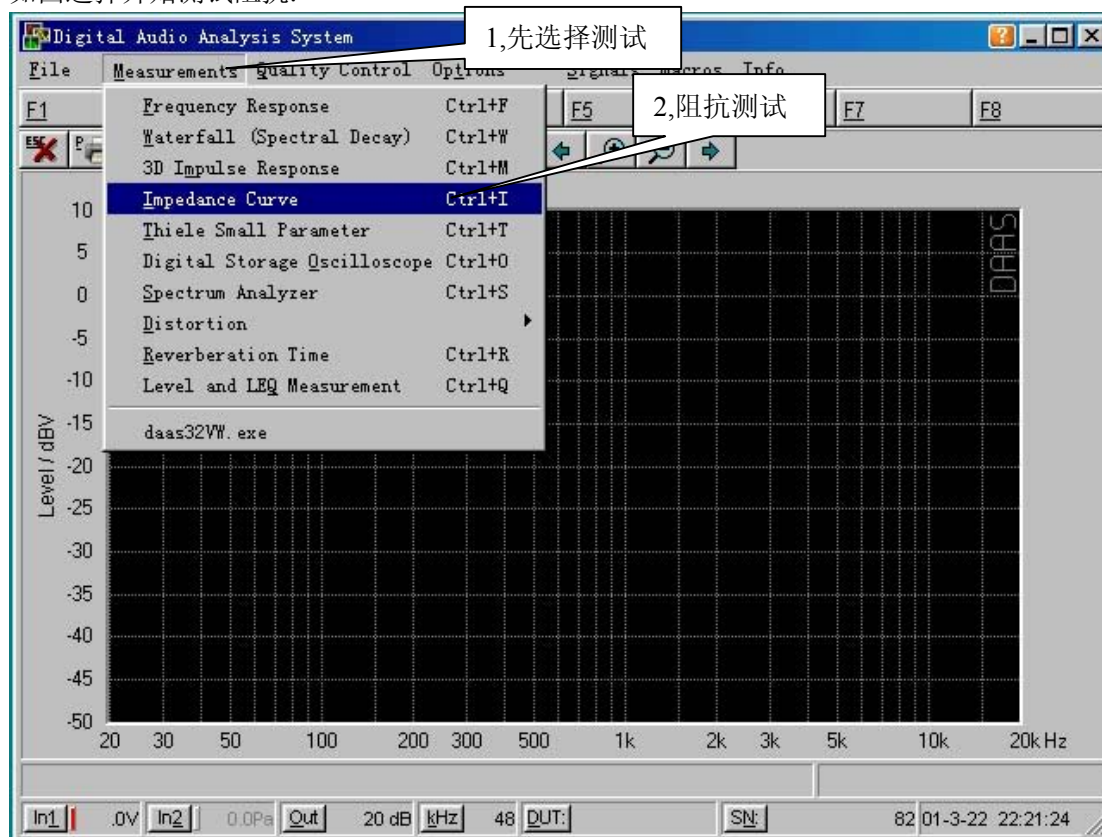 Digital Audio Analysis System
1,先选择测试
File Measurements Quality Control Options Signals Macros Info
F1 F5 F7 F8
2,阻抗测试
ESC P
Frequency Response Ctrl+F
Waterfall (Spectral Decay) Ctrl+W
3D Impulse Response Ctrl+M
Impedance Curve Ctrl+I
Thiele Small Parameter Ctrl+T
Digital Storage Oscilloscope Ctrl+O
Spectrum Analyzer Ctrl+S
Distortion
Reverberation Time Ctrl+R
Level and LEQ Measurement Ctrl+Q
daas32VW.exe
DAAS
Level / dBV
10
5
0
-5
-10
-15
-20
-25
-30
-35
-40
-45
-50
20 30 50 100 200 300 500 1k 2k 3k 5k 10k 20k Hz
In1 .0V In2 0.0Pa Out 20 dB kHz 48 DUT: SN: 82 01-3-22 22:21:24